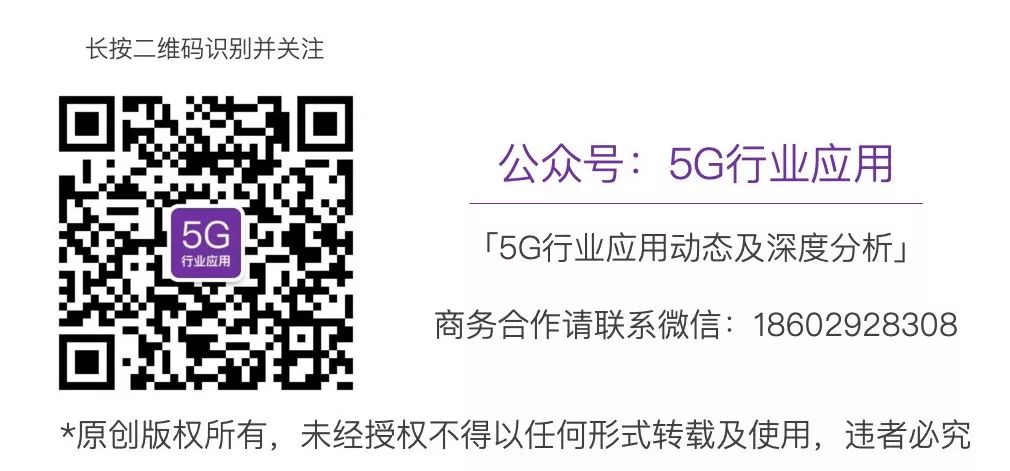 长按二维码识别并关注
5G
行业应用
公众号：5G行业应用
「5G行业应用动态及深度分析」
商务合作请联系微信：18602928308
*原创版权所有，未经授权不得以任何形式转载及使用，违者必究